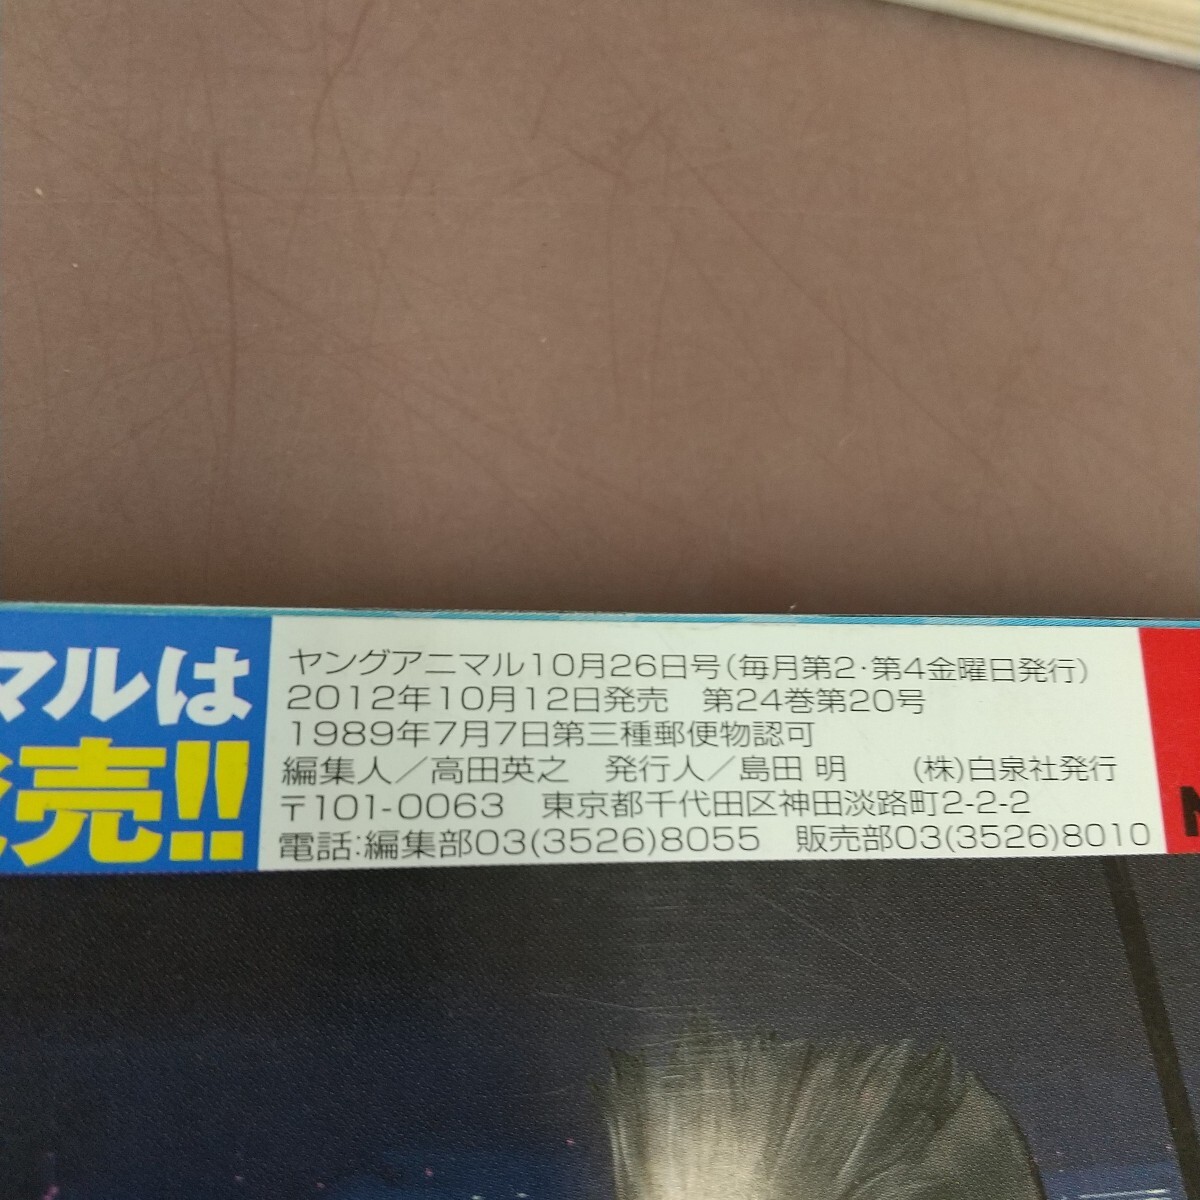 マルは
売!!
ヤングアニマル10月26日号(毎月第2・第4金曜日発行)
2012年10月12日発売　第24巻第20号
1989年7月7日第三種郵便物認可
編集人／高田英之　発行人／島田 明　(株)白泉社発行
〒101-0063　東京都千代田区神田淡路町2-2-2
電話:編集部03(3526)8055　販売部03(3526)8010